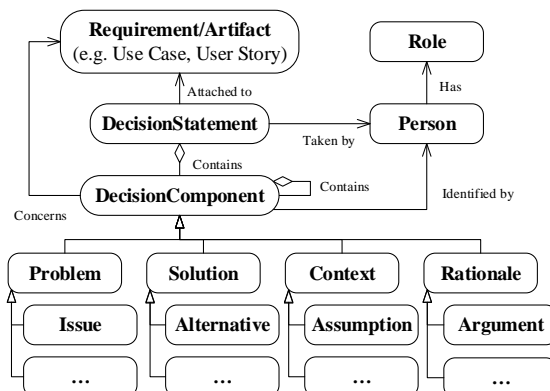 Requirement/Artifact
(e.g. Use Case, User Story)
Role
Attached to
Has
DecisionStatement
Person
Taken by
Contains
DecisionComponent
Contains
Identified by
Concerns
Problem
Solution
Context
Rationale
Issue
Alternative
Assumption
Argument
...
...
...
...